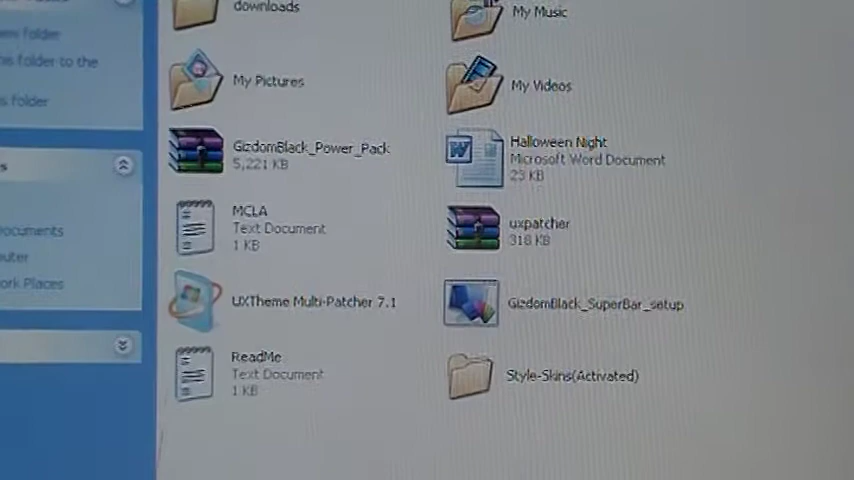 new folder
his folder to the
s folder
s
Documents
uter
ork Places
downloads
My Music
My Pictures
My Videos
GizdomBlack_Power_Pack
5,221 KB
Halloween Night
Microsoft Word Document
23 KB
MCLA
Text Document
1 KB
uxpatcher
318 KB
UXTheme Multi-Patcher 7.1
GizdomBlack_SuperBar_setup
ReadMe
Text Document
1 KB
Style-Skins(Activated)